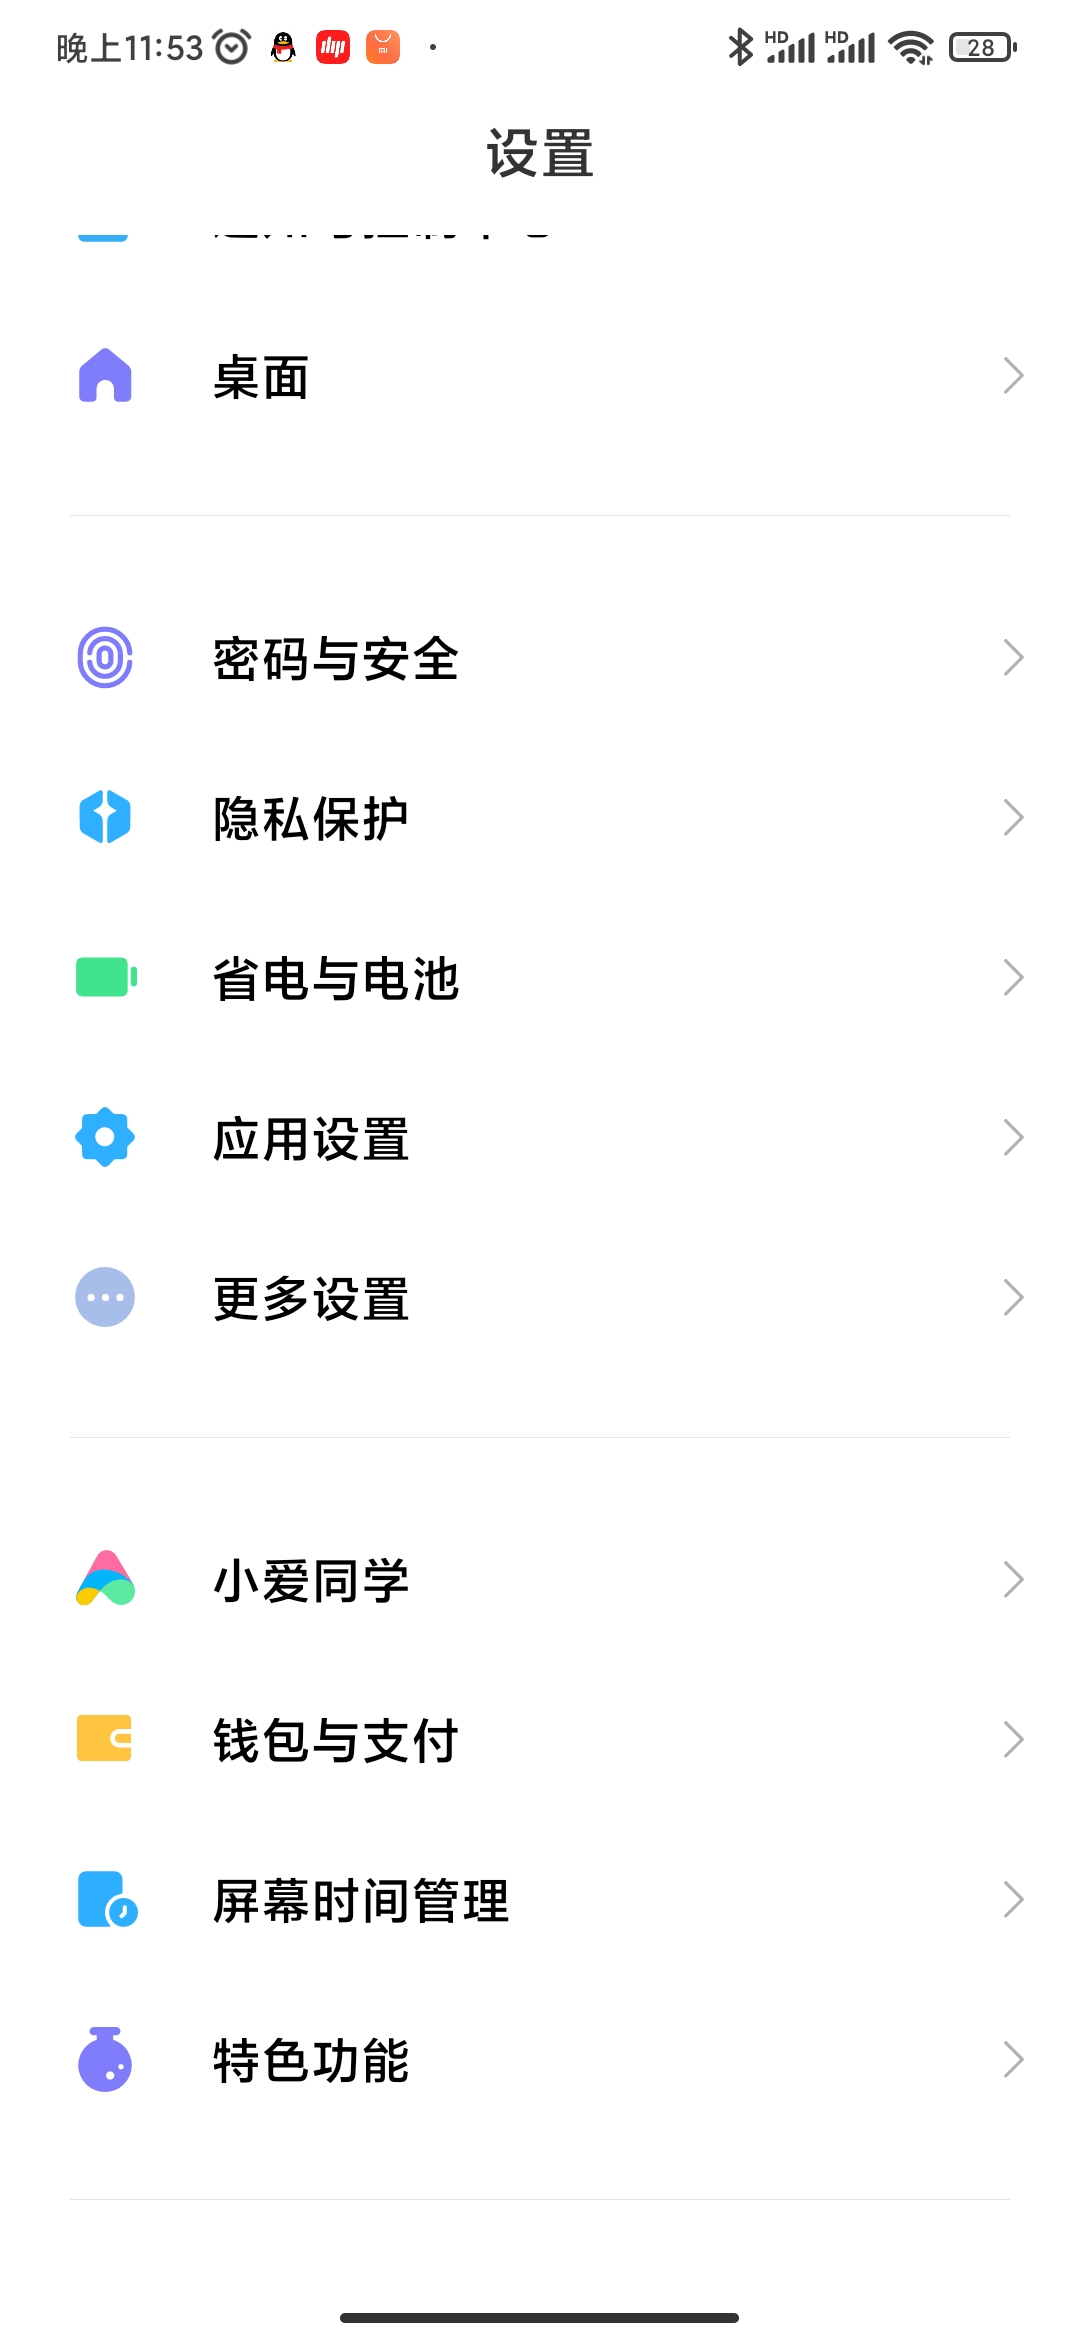 晚上11:53
HD HD 28
设置
桌面
密码与安全
隐私保护
省电与电池
应用设置
更多设置
小爱同学
钱包与支付
屏幕时间管理
特色功能